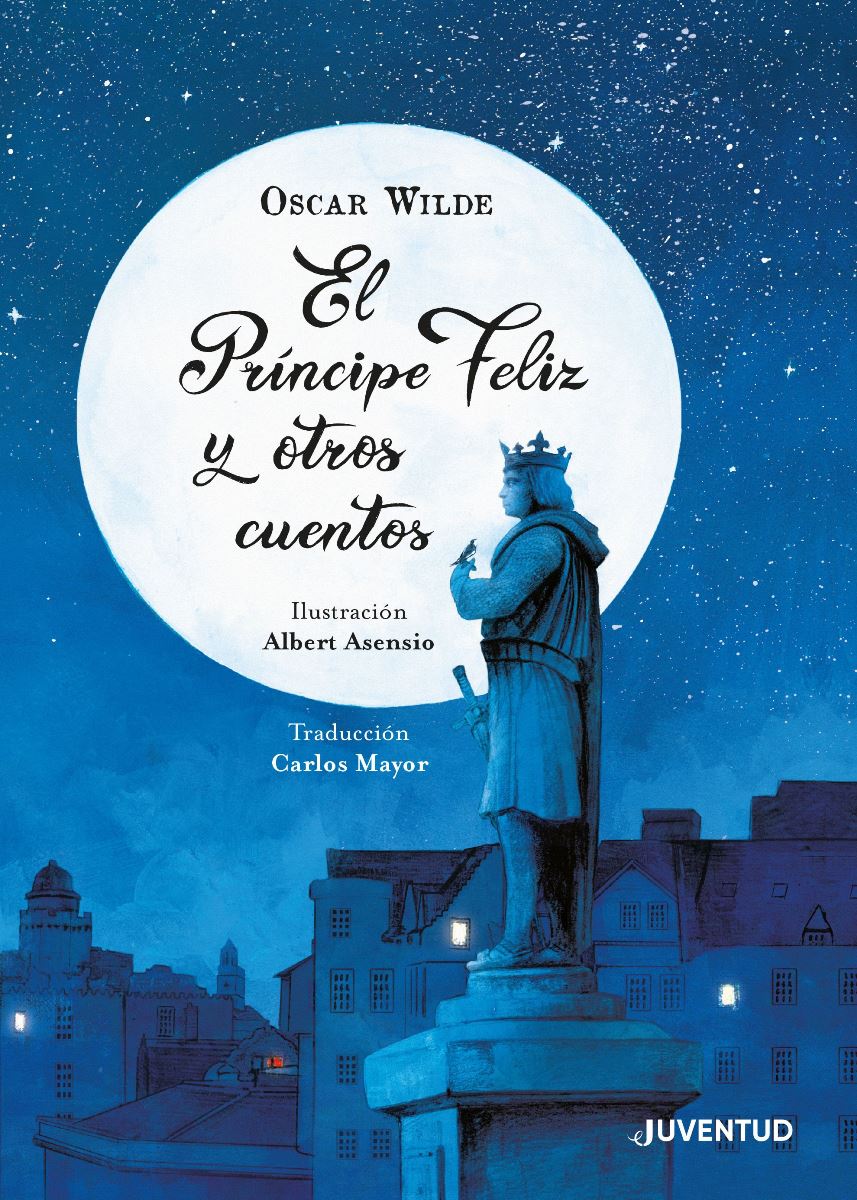 OSCAR WILDE
El
Príncipe Feliz
y otros
cuentos
Ilustración
Albert Asensio
Traducción
Carlos Mayor
JUVENTUD